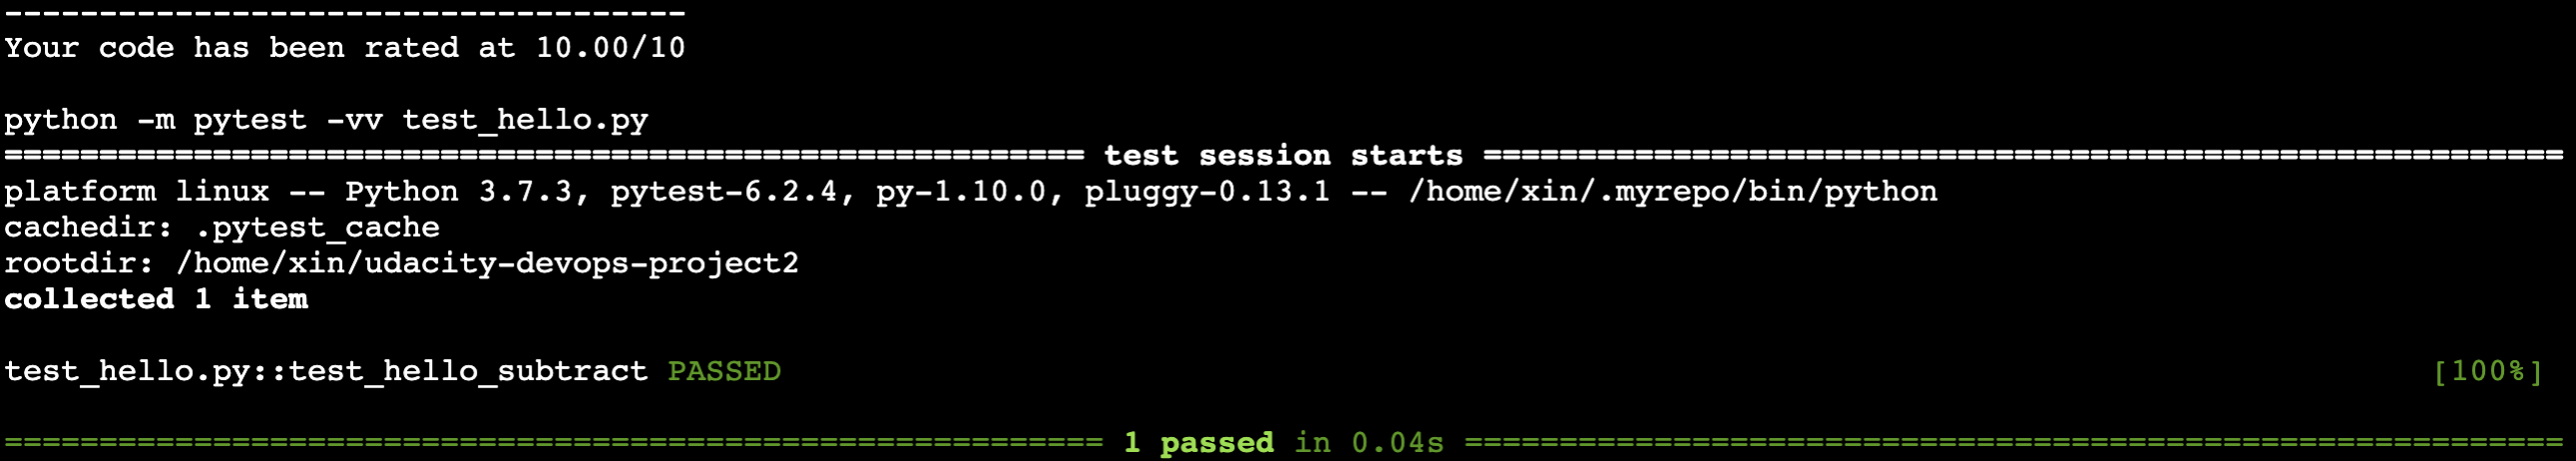 ------------------------------------
Your code has been rated at 10.00/10
python -m pytest -vv test_hello.py
========================================================= test session starts =========================================================
platform linux -- Python 3.7.3, pytest-6.2.4, py-1.10.0, pluggy-0.13.1 -- /home/xin/.myrepo/bin/python
cachedir: .pytest_cache
rootdir: /home/xin/udacity-devops-project2
collected 1 item
test_hello.py::test_hello_subtract PASSED [100%]
========================================================== 1 passed in 0.04s ==========================================================